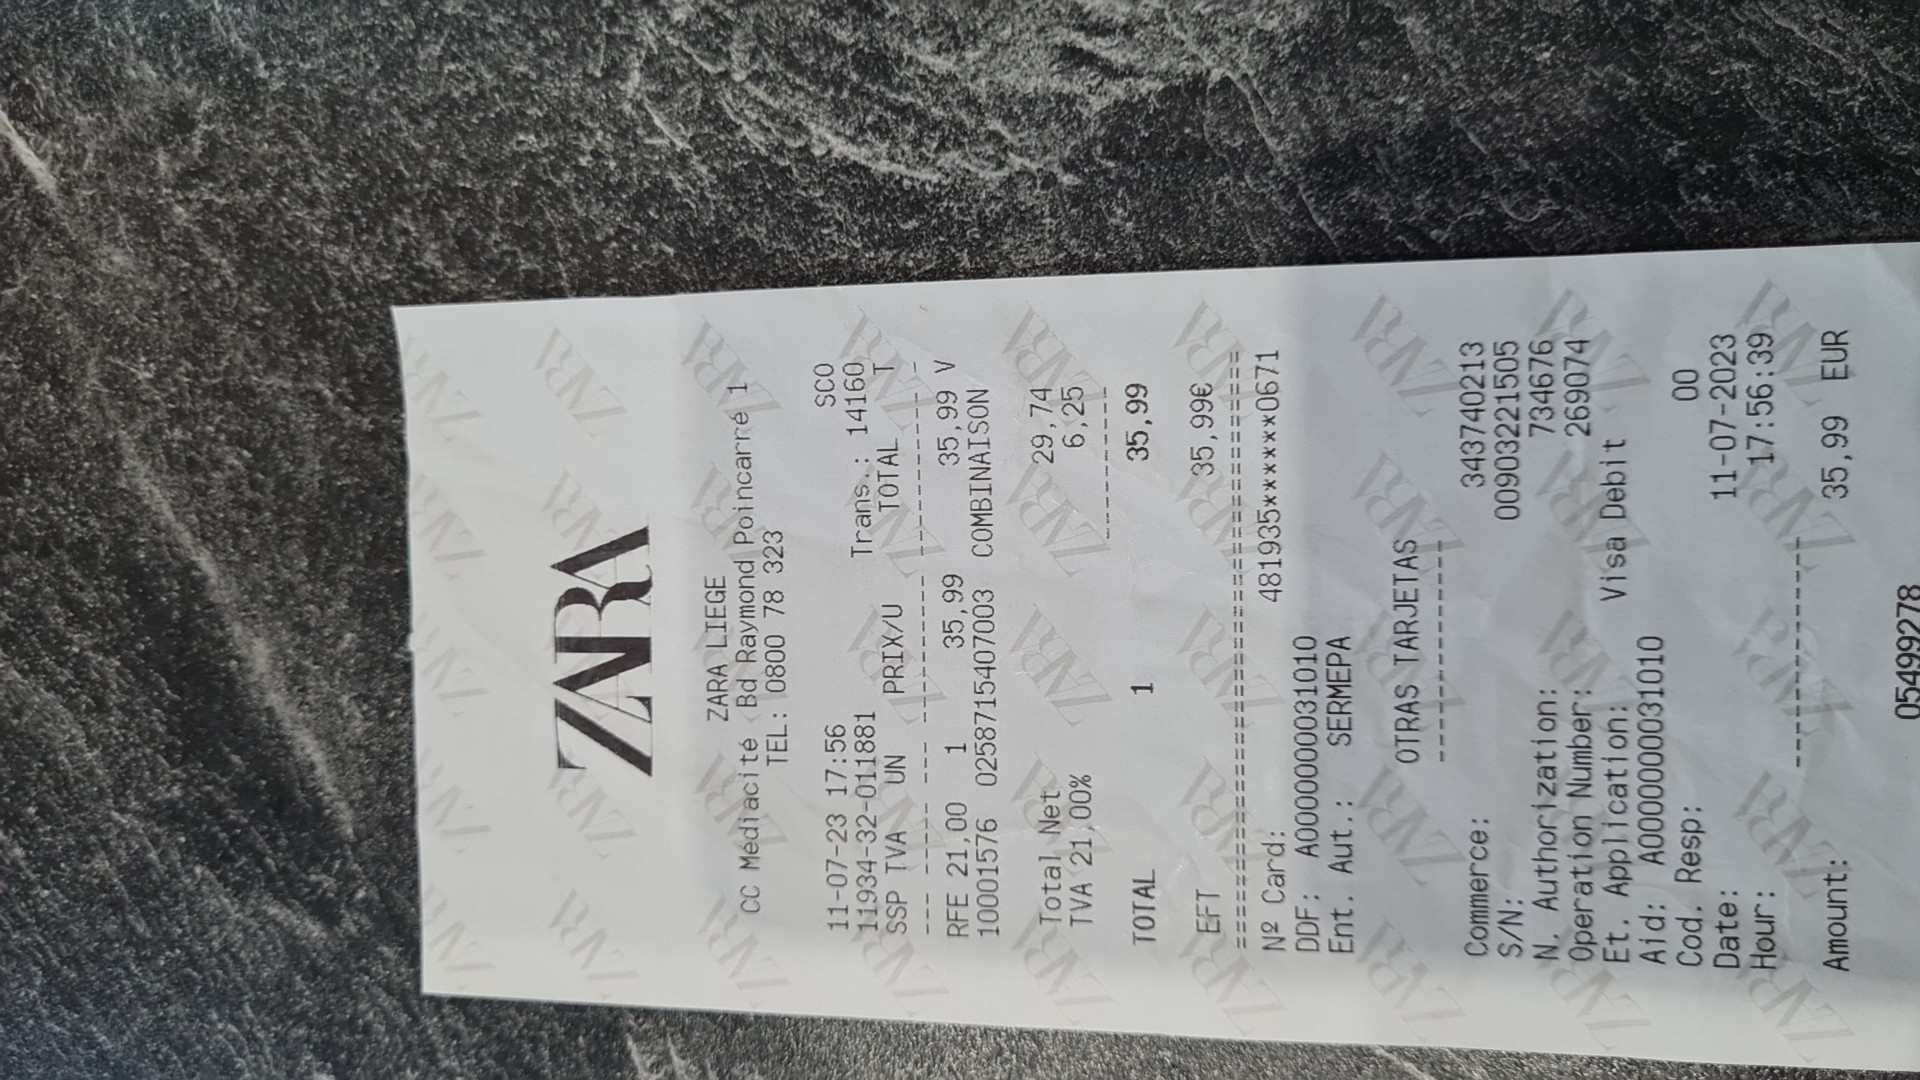 ZARA
ZARA LIEGE
CC Médiacité Bd Raymond Poincarré 1
TEL: 0800 78 323
SCO
11-07-23 17:56
11934-32-011881 Trans.: 14160
SSP TVA UN PRIX/U TOTAL T
--- ------ --- ----------- ------------ --
RFE 21,00 1 35,99 35,99 V
10001576 0258715407003 COMBINAISON
Total Net 29,74
TVA 21,00% 6,25
-----------
TOTAL 1 35,99
EFT 35,99€
==========================================
Nº Card: 481935*********0671
DDF: A0000000031010
Ent. Aut.: SERMEPA
OTRAS TARJETAS
----------------
Commerce: 343740213
S/N: 0090322221505
N. Authorization: 734676
Operation Number: 269074
Et. Application: Visa Debit
Aid: A0000000031010
Cod. Resp: 00
Date: 11-07-2023
Hour: 17:56:39
----------------
Amount: 35,99 EUR
05499278